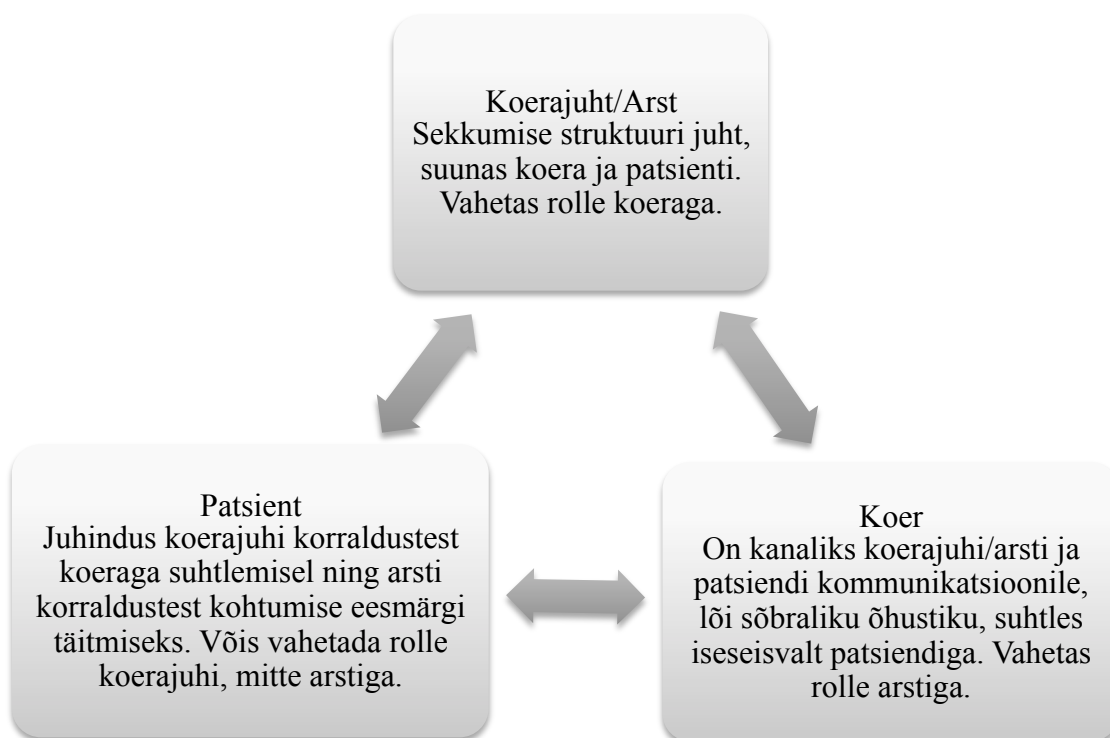 Koerajuht/Arst
Sekkumise struktuuri juht,
suunas koera ja patsienti.
Vahetas rolle koeraga.
Patsient
Juhindus koerajuhi korraldustest
koeraga suhtlemisel ning arsti
korraldustest kohtumise eesmärgi
täitmiseks. Võis vahetada rolle
koerajuhi, mitte arstiga.
Koer
On kanaliks koerajuhi/arsti ja
patsiendi kommunikatsioonile,
lõi sõbraliku õhustiku, suhtles
iseseisvalt patsiendiga. Vahetas
rolle arstiga.